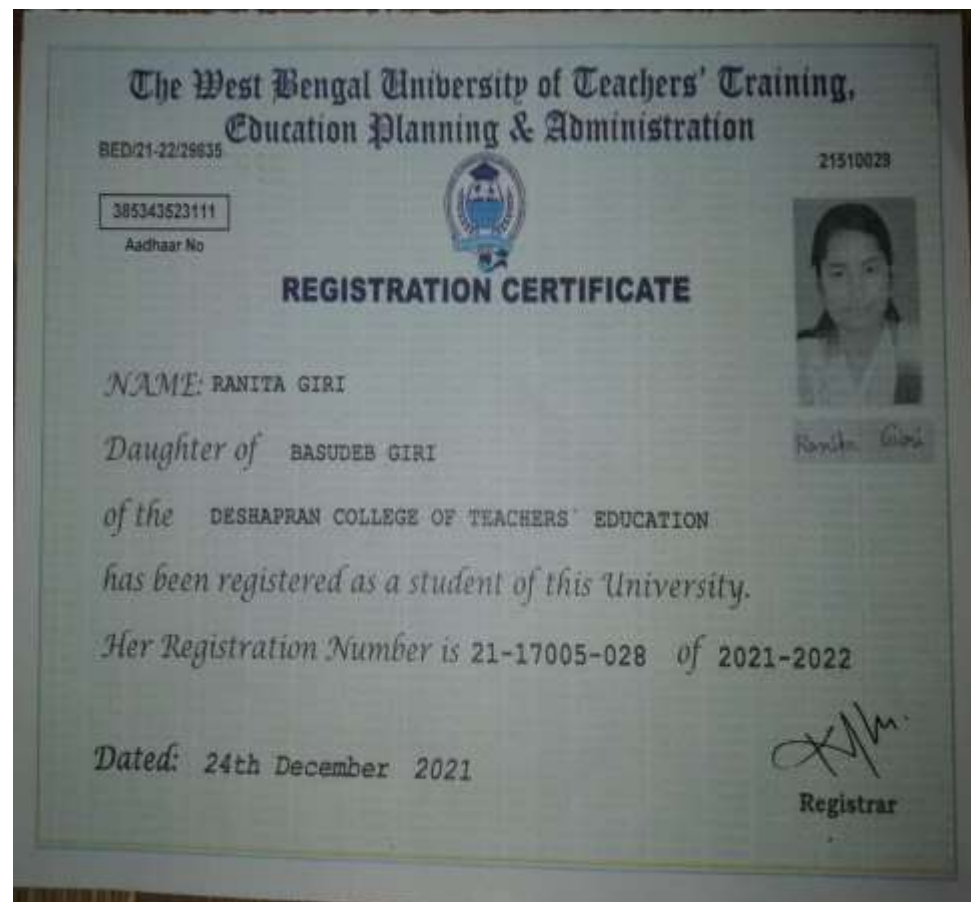 The West Bengal University of Teachers' Training,
Education Planning & Administration
BED/21-22/29835
21510029
385343523111
Aadhaar No
REGISTRATION CERTIFICATE
NAME: RANITA GIRI
Ranita Giri
Daughter of BASUDEB GIRI
of the DESHAPRAN COLLEGE OF TEACHERS' EDUCATION
has been registered as a student of this University.
Her Registration Number is 21-17005-028 of 2021-2022
Dated: 24th December 2021
Registrar